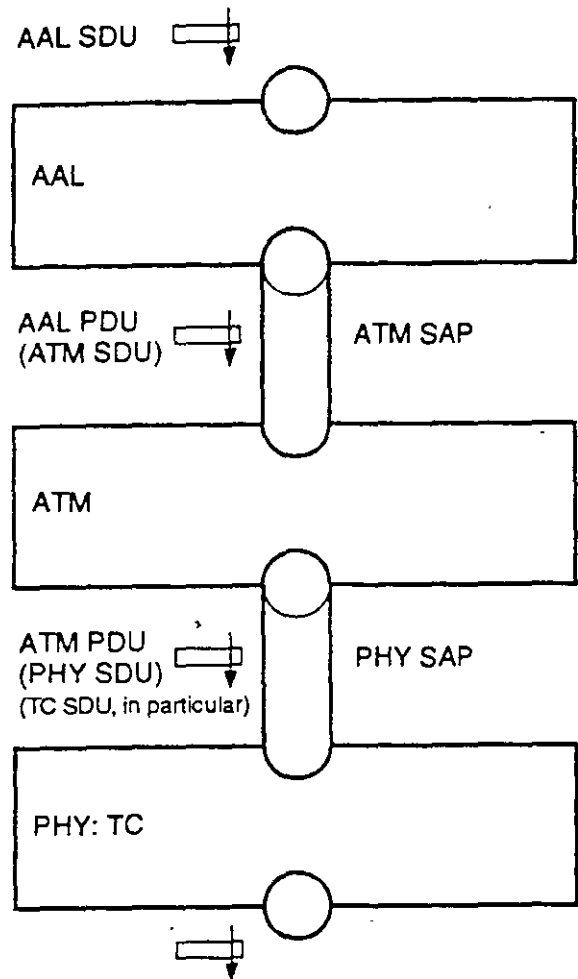 AAL SDU
AAL
AAL PDU
(ATM SDU)
ATM SAP
ATM
ATM PDU
(PHY SDU)
(TC SDU, in particular)
PHY SAP
PHY: TC